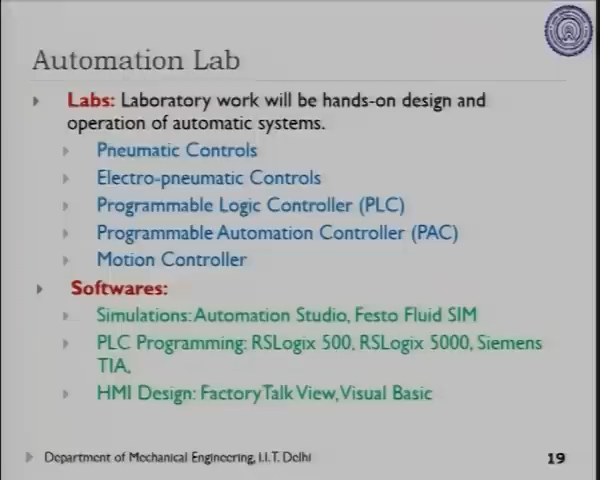 Automation Lab
Labs: Laboratory work will be hands-on design and
operation of automatic systems.
Pneumatic Controls
Electro-pneumatic Controls
Programmable Logic Controller (PLC)
Programmable Automation Controller (PAC)
Motion Controller
Softwares:
Simulations: Automation Studio, Festo Fluid SIM
PLC Programming: RSLogix 500, RSLogix 5000, Siemens
TIA,
HMI Design: FactoryTalk View, Visual Basic
Department of Mechanical Engineering, I.I.T. Delhi
19